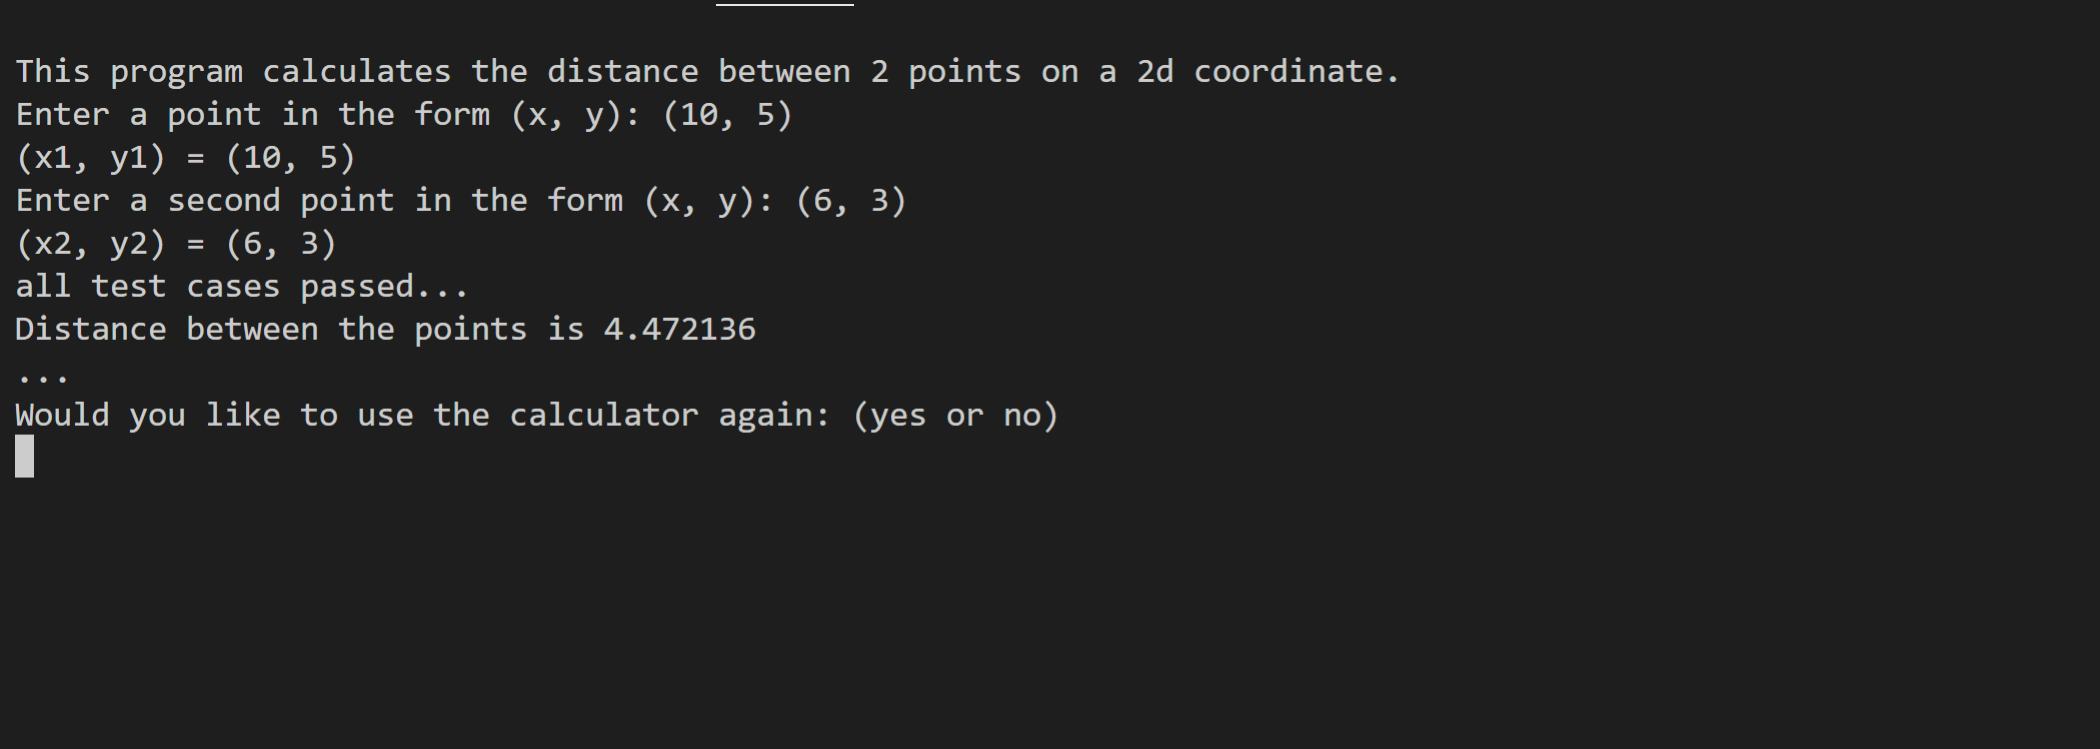 This program calculates the distance between 2 points on a 2d coordinate.
Enter a point in the form (x, y): (10, 5)
(x1, y1) = (10, 5)
Enter a second point in the form (x, y): (6, 3)
(x2, y2) = (6, 3)
all test cases passed...
Distance between the points is 4.472136
...
Would you like to use the calculator again: (yes or no)